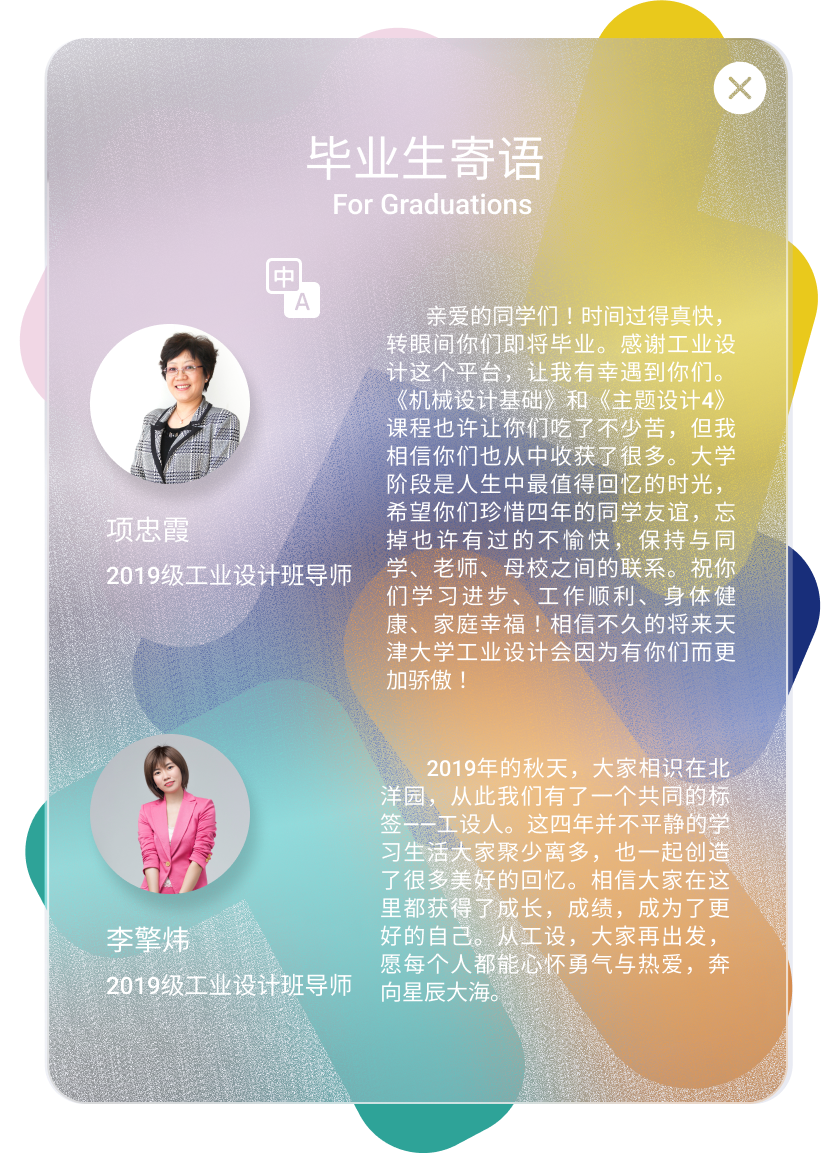 毕业生寄语
For Graduations
中
A
亲爱的同学们！时间过得真快，
转眼间你们即将毕业。感谢工业设
计这个平台，让我有幸遇到你们。
《机械设计基础》和《主题设计4》
课程也许让你们吃了不少苦，但我
相信你们也从中收获了很多。大学
阶段是人生中最值得回忆的时光，
希望你们珍惜四年的同学友谊，忘
掉也许有过的不愉快，保持与同
学、老师、母校之间的联系。祝你
们学习进步、工作顺利、身体健
康、家庭幸福！相信不久的将来天
津大学工业设计会因为有你们而更
加骄傲！
项忠霞
2019级工业设计班导师
2019年的秋天，大家相识在北
洋园，从此我们有了一个共同的标
签——工设人。这四年并不平静的学
习生活大家聚少离多，也一起创造
了很多美好的回忆。相信大家在这
里都获得了成长，成绩，成为了更
好的自己。从工设，大家再出发，
愿每个人都能心怀勇气与热爱，奔
向星辰大海。
李擎炜
2019级工业设计班导师